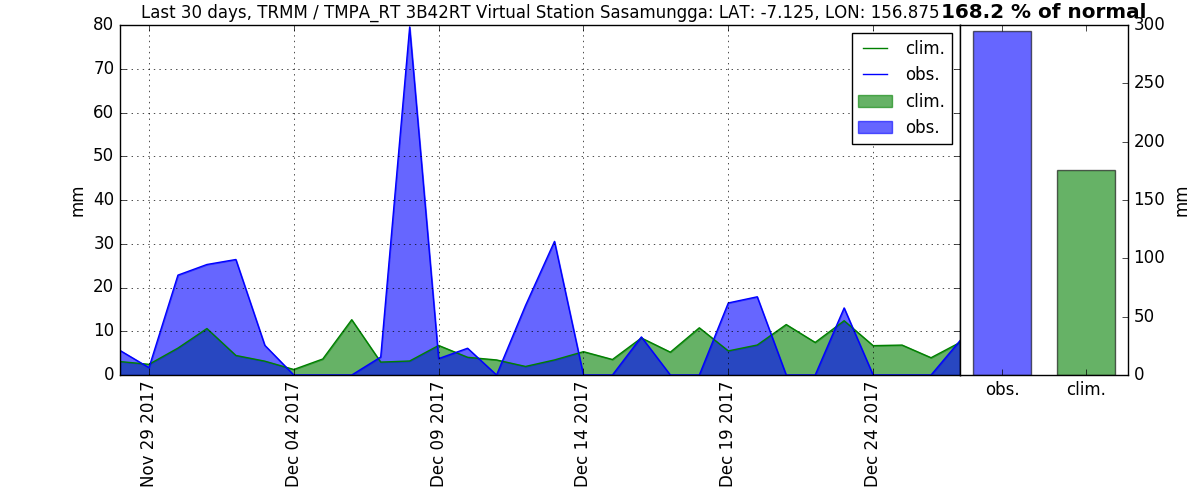 Last 30 days, TRMM / TMPA_RT 3B42RT Virtual Station Sasamungga: LAT: -7.125, LON: 156.875
168.2 % of normal
80
70
60
50
40
30
20
10
0
mm
clim.
obs.
clim.
obs.
300
250
200
150
100
50
0
mm
obs.
clim.
Nov 29 2017
Dec 04 2017
Dec 09 2017
Dec 14 2017
Dec 19 2017
Dec 24 2017